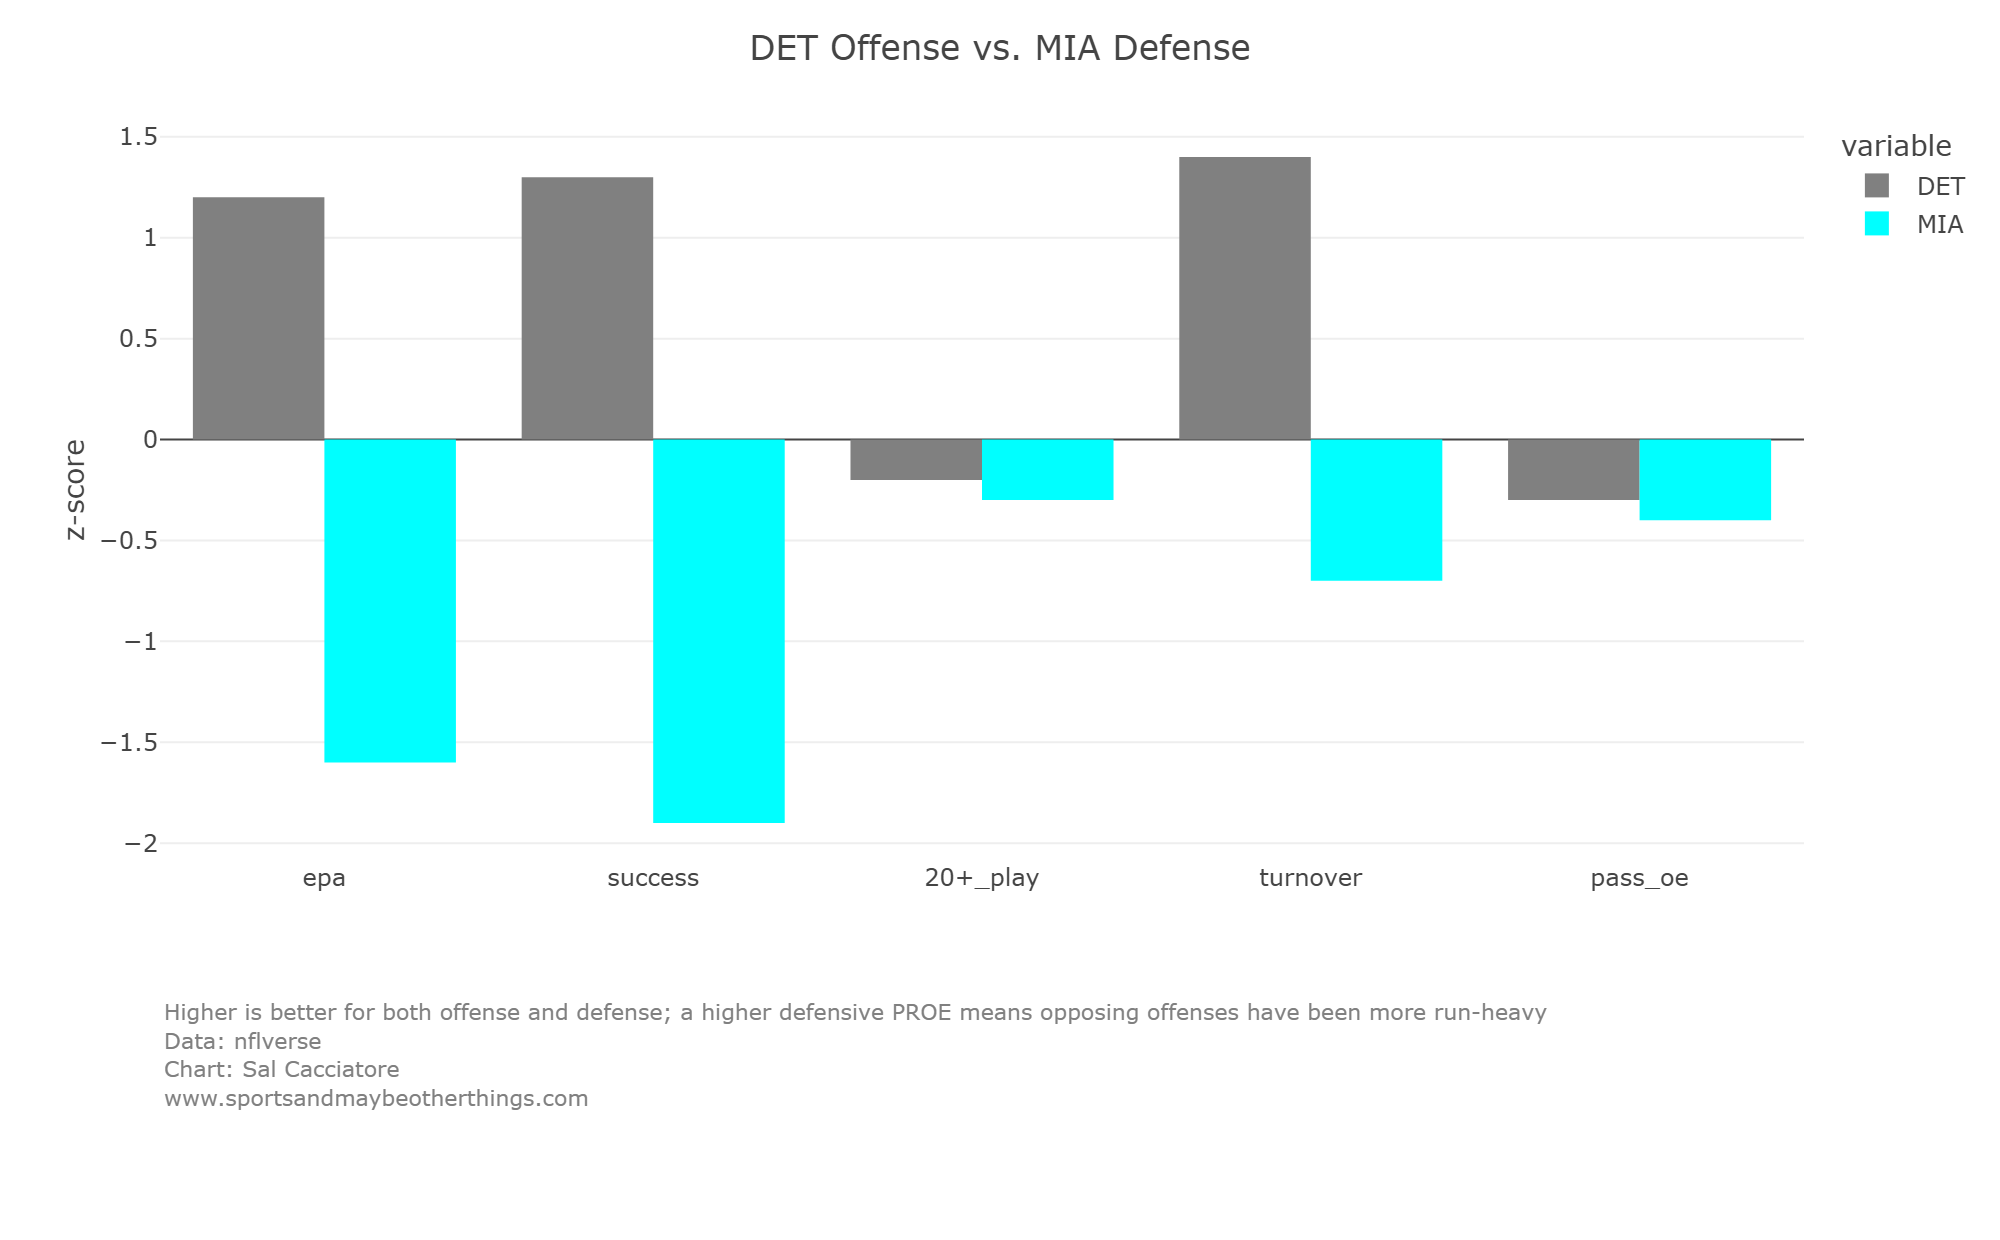 DET Offense vs. MIA Defense
variable
DET
MIA
z-score
1.5
1
0.5
0
−0.5
−1
−1.5
−2
epa
success
20+_play
turnover
pass_oe
Higher is better for both offense and defense; a higher defensive PROE means opposing offenses have been more run-heavy
Data: nflverse
Chart: Sal Cacciatore
www.sportsandmaybeotherthings.com